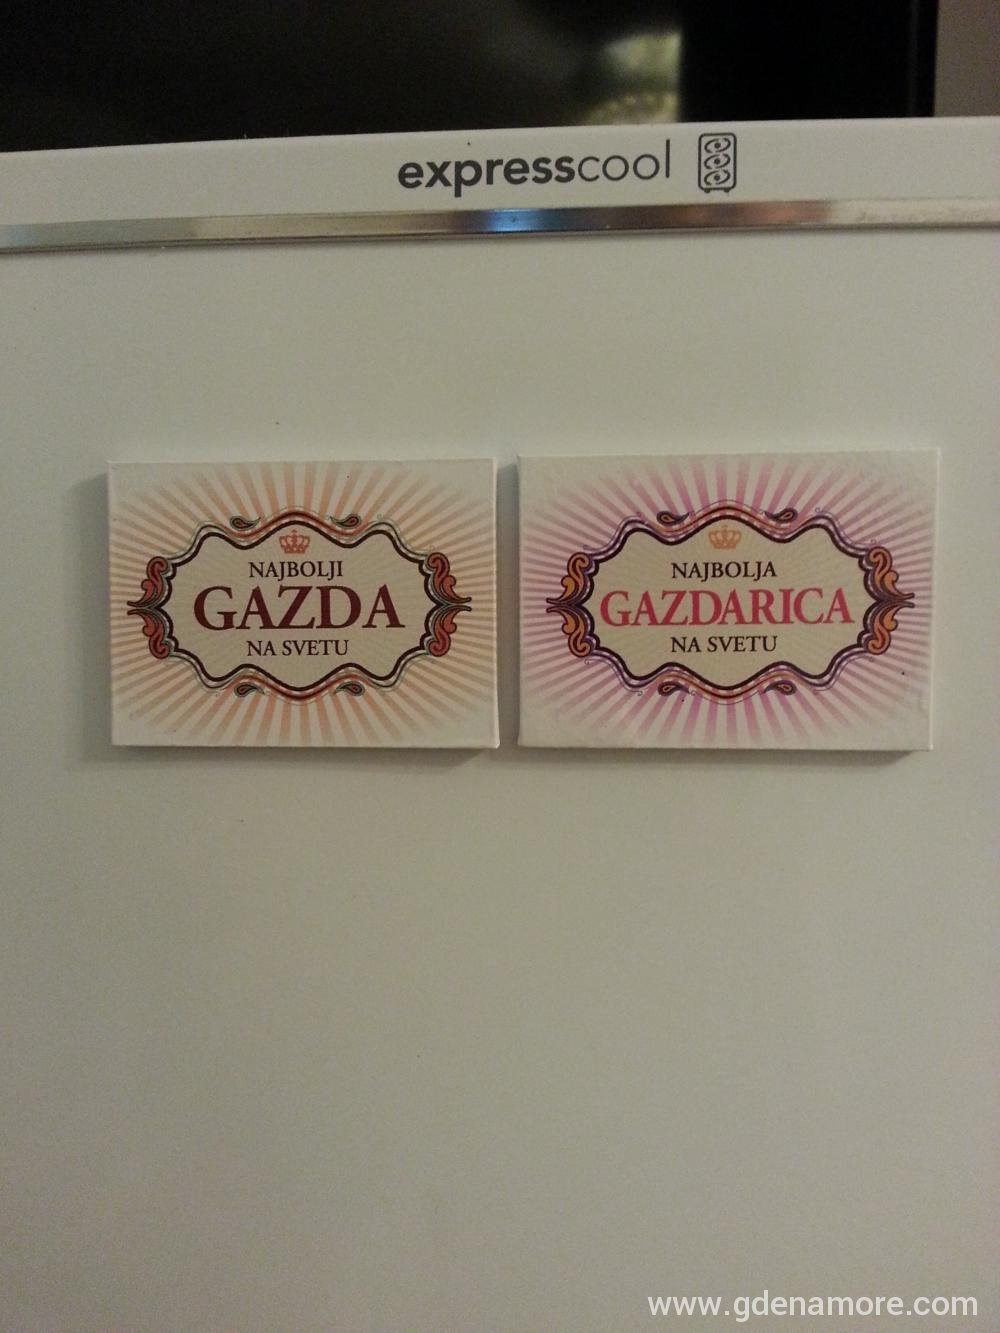 expresscool
NAJBOLJI
GAZDA
NA SVETU
NAJBOLJA
GAZDARICA
NA SVETU
www.gdenamore.com